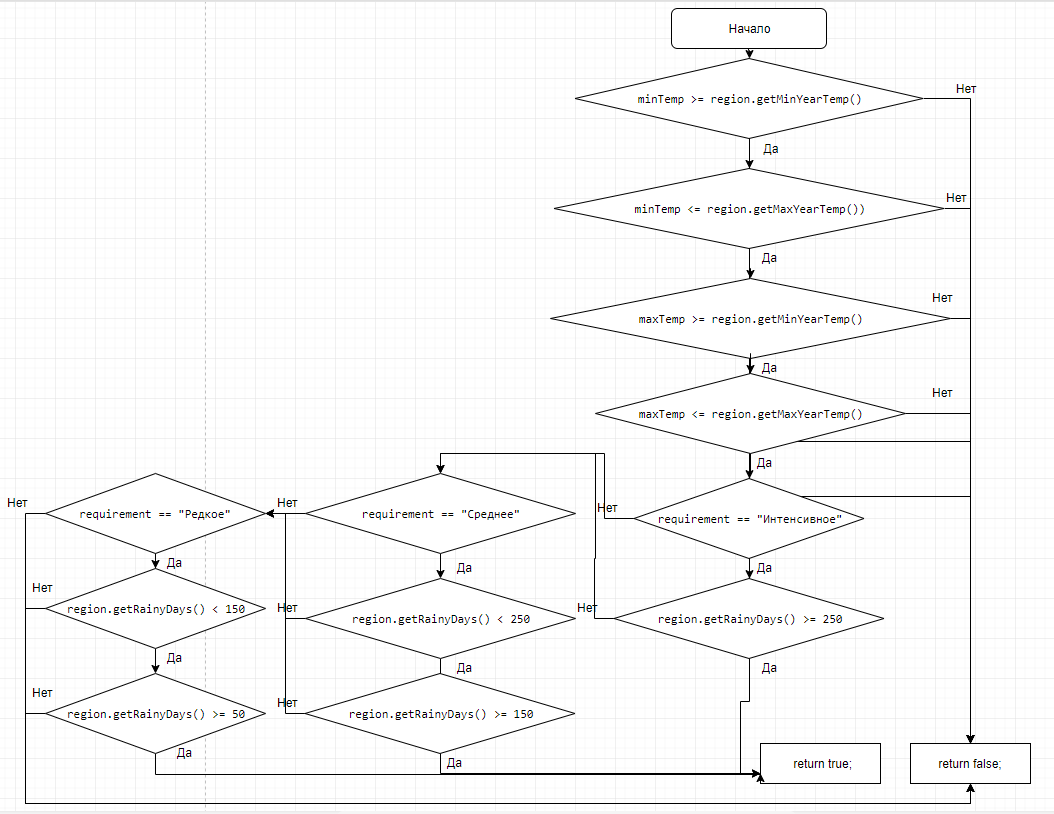 Начало
minTemp >= region.getMinYearTemp()
Нет
Да
minTemp <= region.getMaxYearTemp())
Нет
Да
maxTemp >= region.getMinYearTemp()
Нет
Да
maxTemp <= region.getMaxYearTemp()
Нет
Да
requirement == "Интенсивное"
Нет
Да
region.getRainyDays() >= 250
Нет
Да
requirement == "Среднее"
Нет
Да
region.getRainyDays() < 250
Нет
Да
region.getRainyDays() >= 150
Нет
Да
requirement == "Редкое"
Нет
Да
region.getRainyDays() < 150
Нет
Да
region.getRainyDays() >= 50
Нет
Да
return true;
return false;